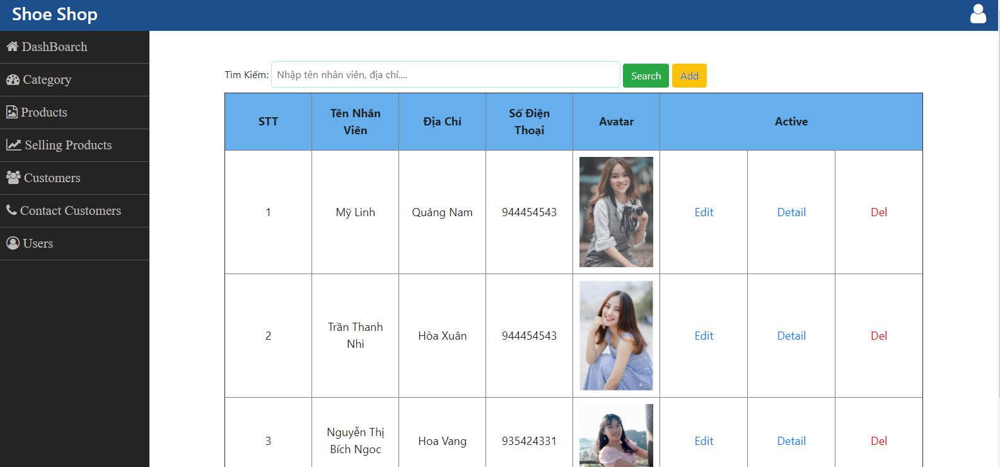 Shoe Shop
DashBoarch
Category
Products
Selling Products
Customers
Contact Customers
Users
Tìm Kiếm: Nhập tên nhân viên, địa chỉ.... Search Add
STT Tên Nhân Viên Địa Chỉ Số Điện Thoại Avatar Active
1 Mỹ Linh Quảng Nam 944454543 Edit Detail Del
2 Trần Thanh Nhi Hòa Xuân 944454543 Edit Detail Del
3 Nguyễn Thị Bích Ngoc Hoa Vang 935424331 Edit Detail Del